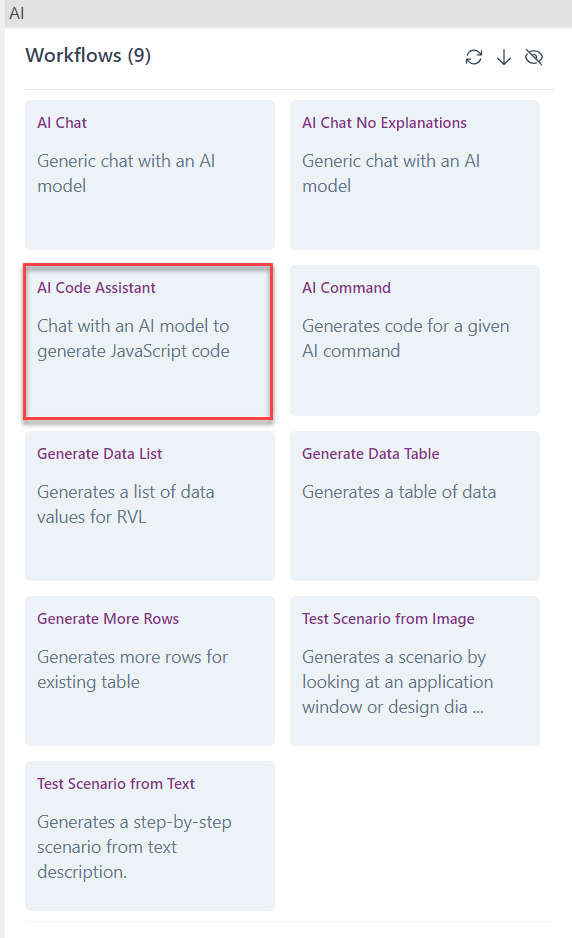 AI
Workflows (9)
AI Chat
Generic chat with an AI
model
AI Chat No Explanations
Generic chat with an AI
model
AI Code Assistant
Chat with an AI model to
generate JavaScript code
AI Command
Generates code for a given
AI command
Generate Data List
Generates a list of data
values for RVL
Generate Data Table
Generates a table of data
Generate More Rows
Generates more rows for
existing table
Test Scenario from Image
Generates a scenario by
looking at an application
window or design dia ...
Test Scenario from Text
Generates a step-by-step
scenario from text
description.